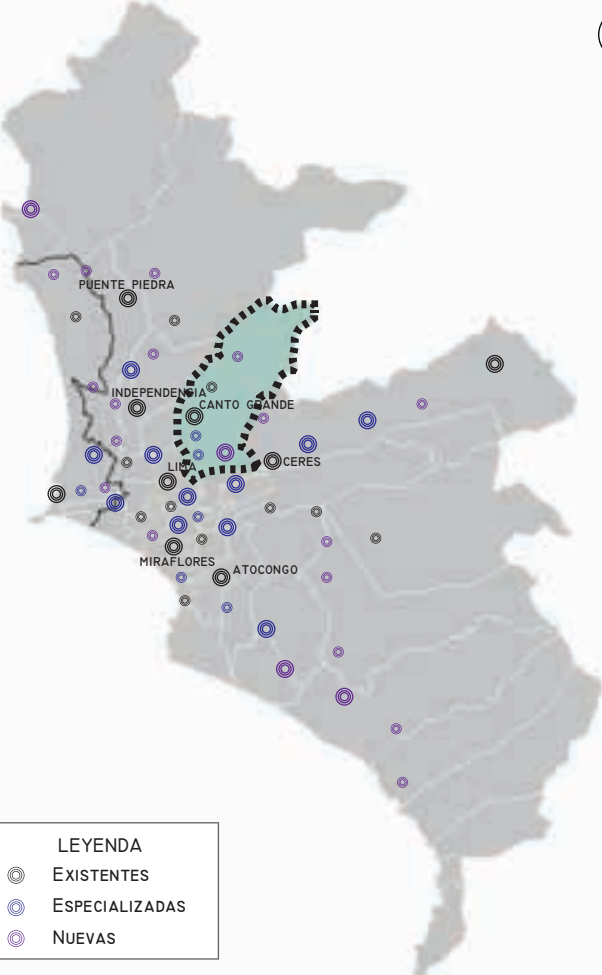 PUENTE PIEDRA
INDEPENDENCIA
CANTO GRANDE
LIMA
CERES
MIRAFLORES
ATOCONGO
LEYENDA
EXISTENTES
ESPECIALIZADAS
NUEVAS